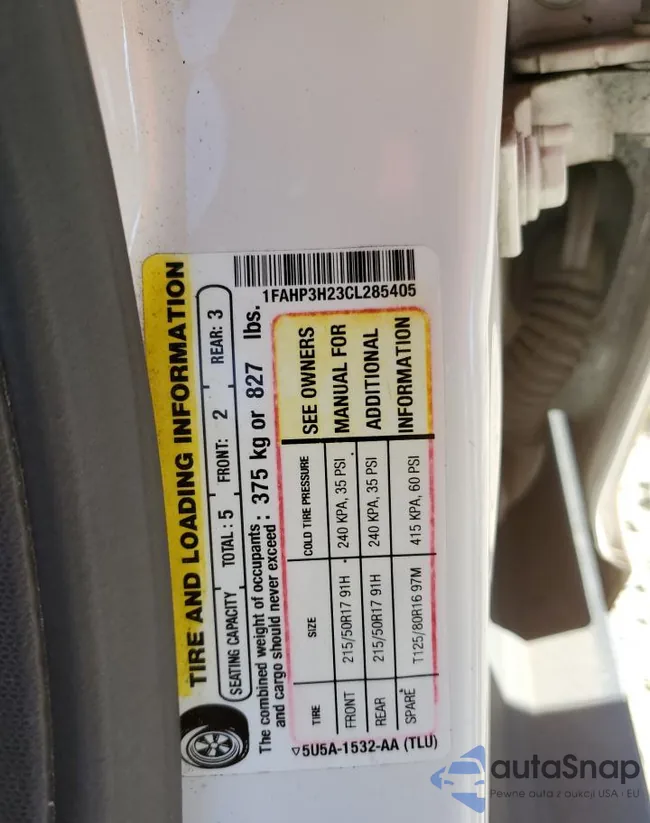 TIRE AND LOADING INFORMATION
SEATING CAPACITY TOTAL : 5 FRONT: 2 REAR: 3
The combined weight of occupants
and cargo should never exceed : 375 kg or 827 lbs.
TIRE SIZE COLD TIRE PRESSURE
FRONT 215/50R17 91H 240 KPA, 35 PSI
REAR 215/50R17 91H 240 KPA, 35 PSI
SPARE T125/80R16 97M 415 KPA, 60 PSI
SEE OWNERS
MANUAL FOR
ADDITIONAL
INFORMATION
5U5A-1532-AA (TLU)
1FAHP3H23CL285405
autaSnap
Pewne auta z aukcji USA i EU